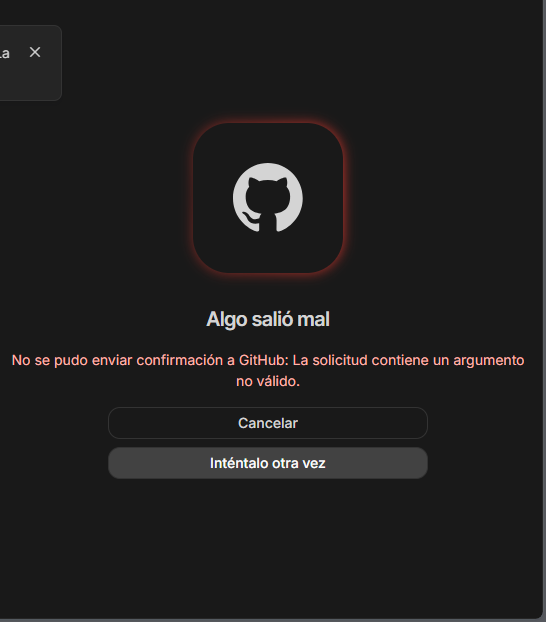 La
Algo salió mal
No se pudo enviar confirmación a GitHub: La solicitud contiene un argumento
no válido.
Cancelar
Inténtalo otra vez